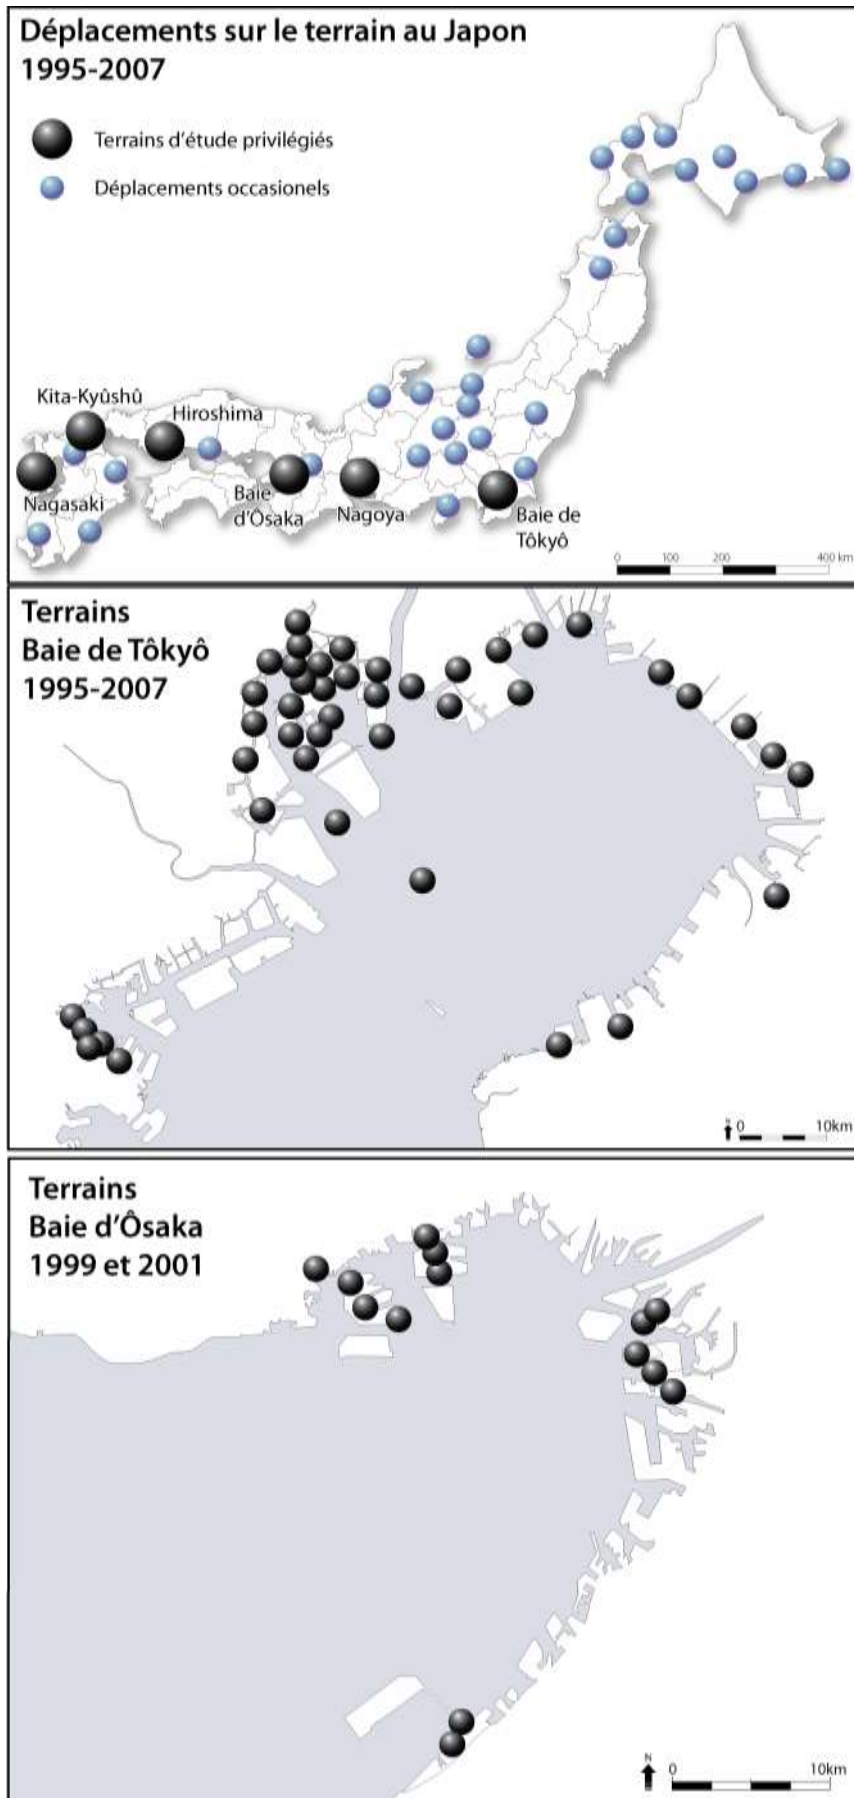 Déplacements sur le terrain au Japon
1995-2007
Terrains d'étude privilégiés
Déplacements occasionels
Kita-Kyûshû
Hiroshima
Nagasaki
Baie
d'Ôsaka
Nagoya
Baie de
Tôkyô
0 100 200 400 km
Terrains
Baie de Tôkyô
1995-2007
N
0 10km
Terrains
Baie d'Ôsaka
1999 et 2001
N
0 10km